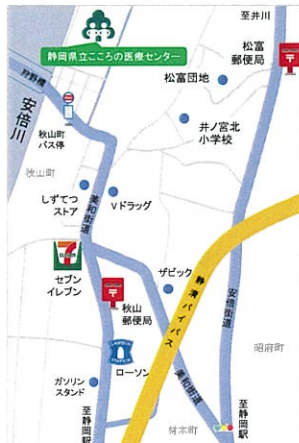 至井川
松富
郵便局
静岡県立こころの医療センター
松富団地
狩野橋
安倍川
秋山町
バス停
井ノ宮北
小学校
秋山町
しずてつ
ストア
Vドラッグ
美和街道
セブン
イレブン
ザビック
秋山
郵便局
静清バイパス
安倍街道
昭府町
ローソン
美和街道
ガソリン
スタンド
至静岡駅
材木町
至静岡駅